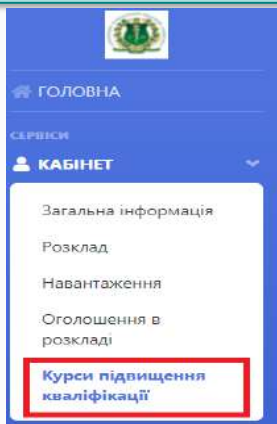 ГОЛОВНА
СЕРВІСИ
КАБІНЕТ
Загальна інформація
Розклад
Навантаження
Оголошення в
розкладі
Курси підвищення
кваліфікації